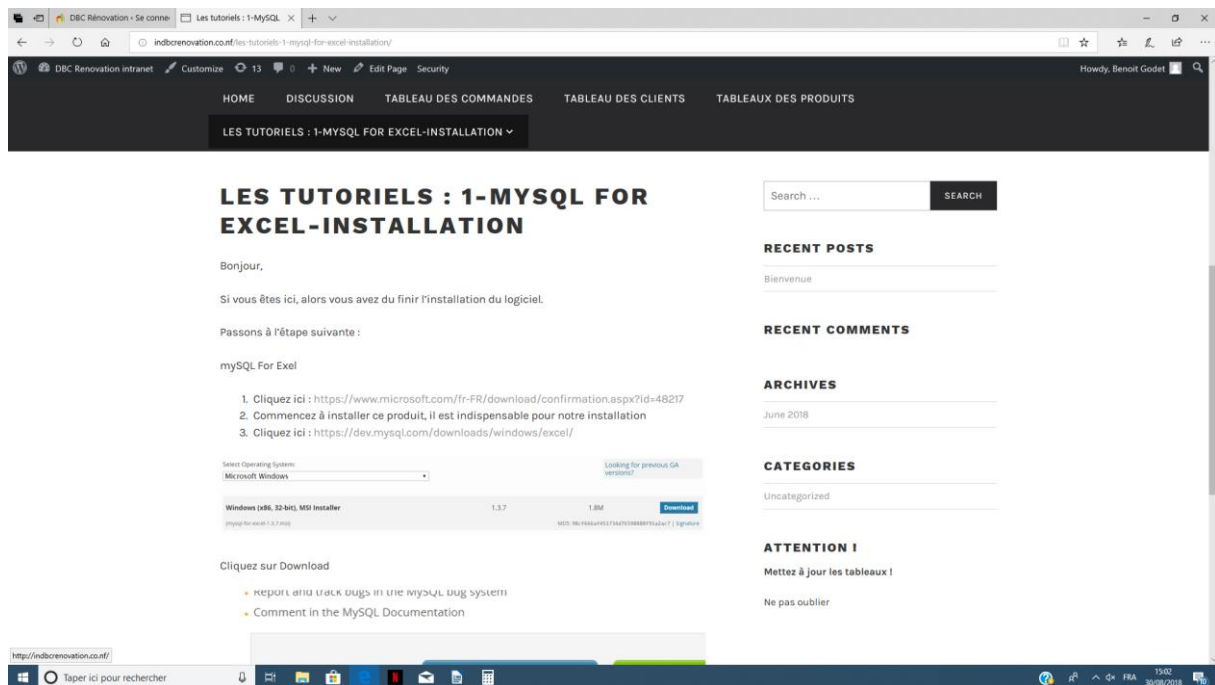 DBC Rénovation ‹ Se conne
Les tutoriels : 1-MySQL
indbcrenovation.co.nf/les-tutoriels-1-mysql-for-excel-installation/
DBC Renovation intranet
Customize
13
0
New
Edit Page
Security
Howdy, Benoit Godet
HOME
DISCUSSION
TABLEAU DES COMMANDES
TABLEAU DES CLIENTS
TABLEAUX DES PRODUITS
LES TUTORIELS : 1-MYSQL FOR EXCEL-INSTALLATION
LES TUTORIELS : 1-MYSQL FOR
EXCEL-INSTALLATION
Bonjour,
Si vous êtes ici, alors vous avez du finir l'installation du logiciel.
Passons à l'étape suivante :
mySQL For Exel
1. Cliquez ici : https://www.microsoft.com/fr-FR/download/confirmation.aspx?id=48217
2. Commencez à installer ce produit, il est indispensable pour notre installation
3. Cliquez ici : https://dev.mysql.com/downloads/windows/excel/
Select Operating System:
Microsoft Windows
Looking for previous GA
versions?
Windows (x86, 32-bit), MSI Installer
1.3.7
1.8M
Download
(mysql-for-excel-1.3.7.msi)
MD5:
| Signature
Cliquez sur Download
Report and track bugs in the MySQL bug system
Comment in the MySQL Documentation
Search ...
SEARCH
RECENT POSTS
Bienvenue
RECENT COMMENTS
ARCHIVES
June 2018
CATEGORIES
Uncategorized
ATTENTION !
Mettez à jour les tableaux !
Ne pas oublier
http://indbcrenovation.co.nf/
Taper ici pour rechercher
FRA
15:02
30/08/2018